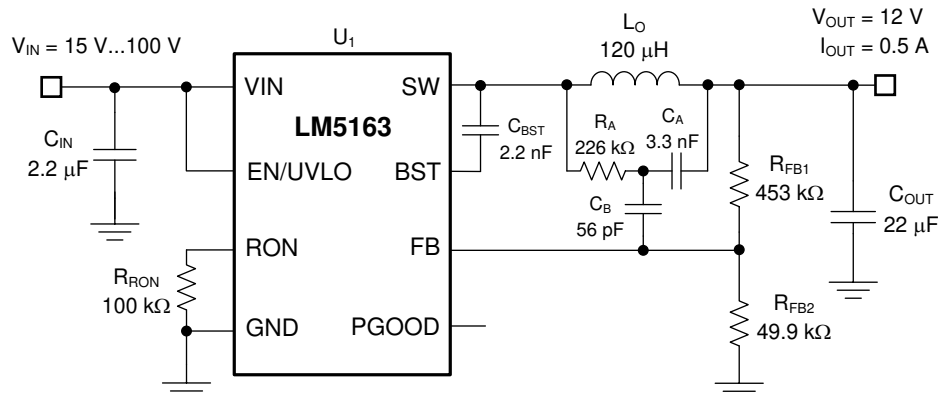 V_IN = 15 V...100 V
C_IN
2.2 μF
U_1
LM5163
VIN
EN/UVLO
RON
GND
SW
BST
FB
PGOOD
R_RON
100 kΩ
C_BST
2.2 nF
L_O
120 μH
R_A
226 kΩ
C_A
3.3 nF
C_B
56 pF
R_FB1
453 kΩ
R_FB2
49.9 kΩ
V_OUT = 12 V
I_OUT = 0.5 A
C_OUT
22 μF